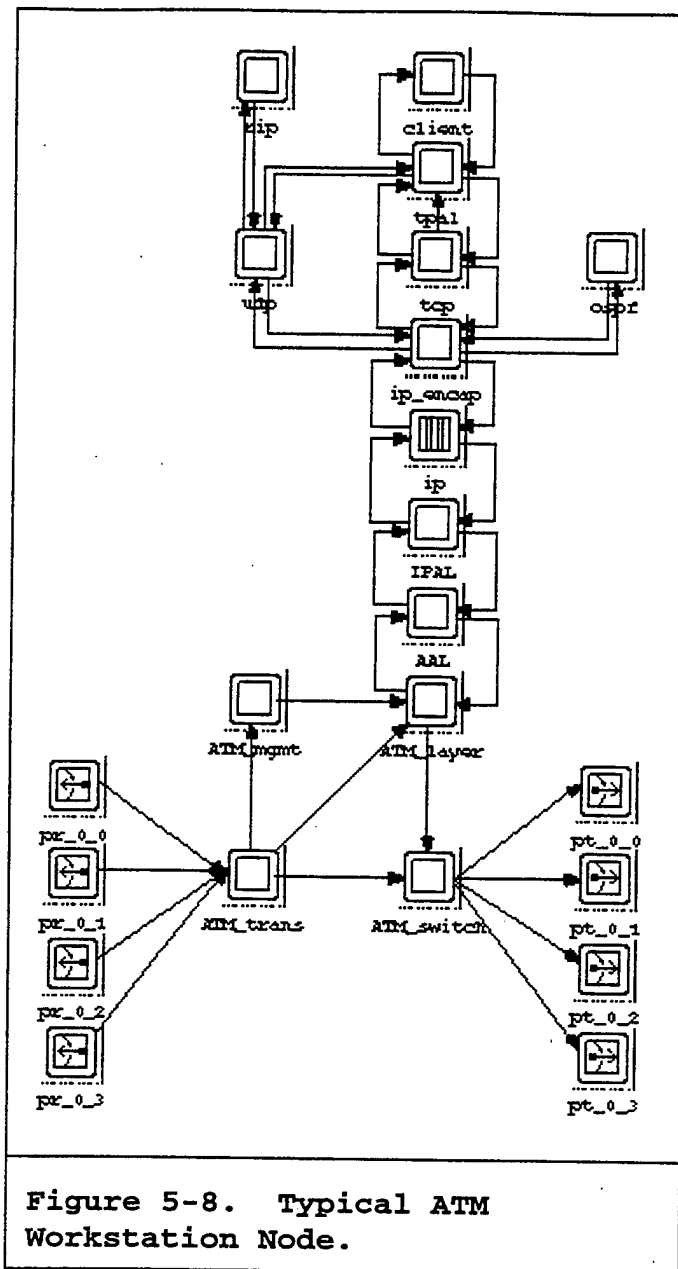 rip
client
tpal
udp
tcp
ospf
ip_encap
ip
IPAL
AAL
ATM_mgmt
ATM_layer
pr_0_0
pt_0_0
ATM_trans
ATM_switch
pr_0_1
pt_0_1
pr_0_2
pt_0_2
pr_0_3
pt_0_3
Figure 5-8. Typical ATM
Workstation Node.